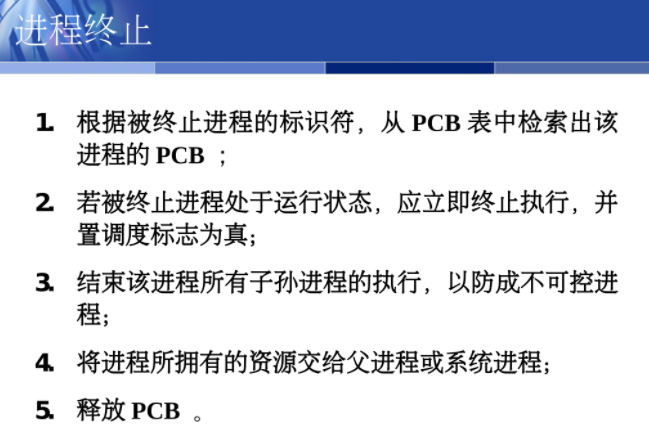 进程终止
1. 根据被终止进程的标识符，从 PCB 表中检索出该
进程的 PCB ；
2. 若被终止进程处于运行状态，应立即终止执行，并
置调度标志为真；
3. 结束该进程所有子孙进程的执行，以防成不可控进
程；
4. 将进程所拥有的资源交给父进程或系统进程；
5. 释放 PCB 。